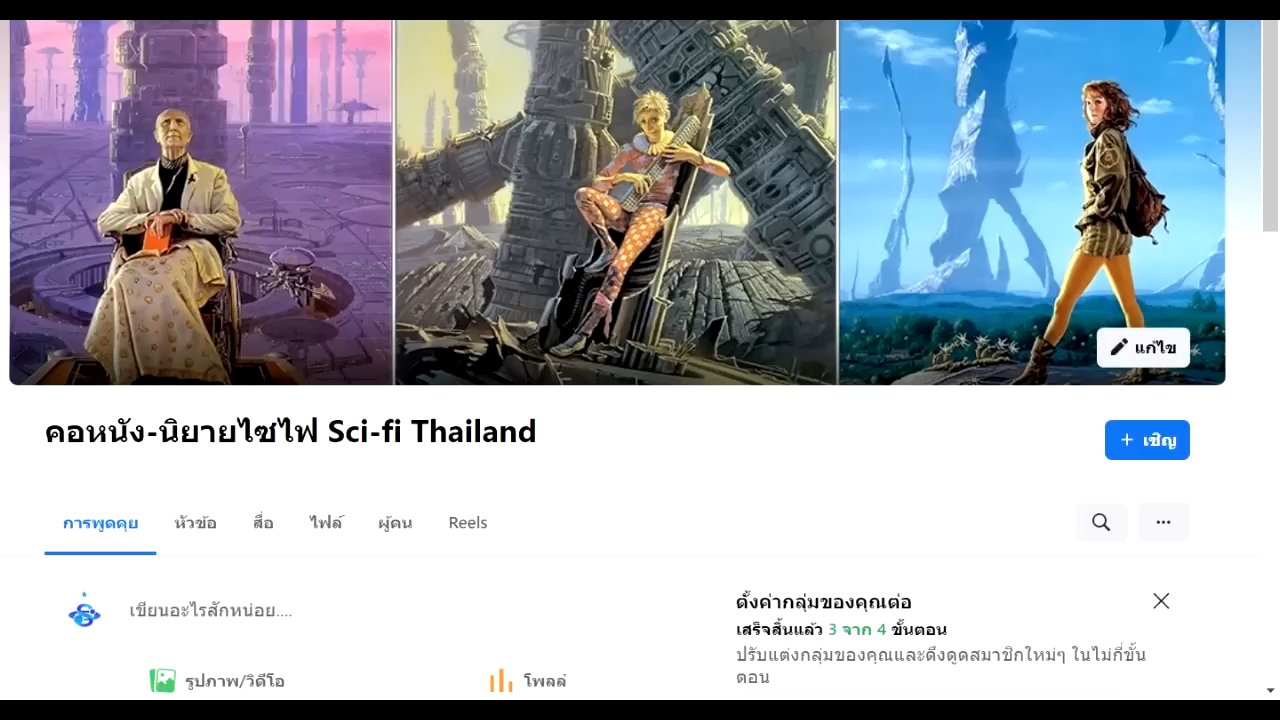 แก้ไข
คอหนัง-นิยายไซไฟ Sci-fi Thailand
+ เชิญ
การพูดคุย หัวข้อ สื่อ ไฟล์ ผู้คน Reels
เขียนอะไรสักหน่อย....
รูปภาพ/วิดีโอ โพลล์
ตั้งค่ากลุ่มของคุณต่อ
เสร็จสิ้นแล้ว 3 จาก 4 ขั้นตอน
ปรับแต่งกลุ่มของคุณและดึงดูดสมาชิกใหม่ๆ ในไม่กี่ขั้น
ตอน